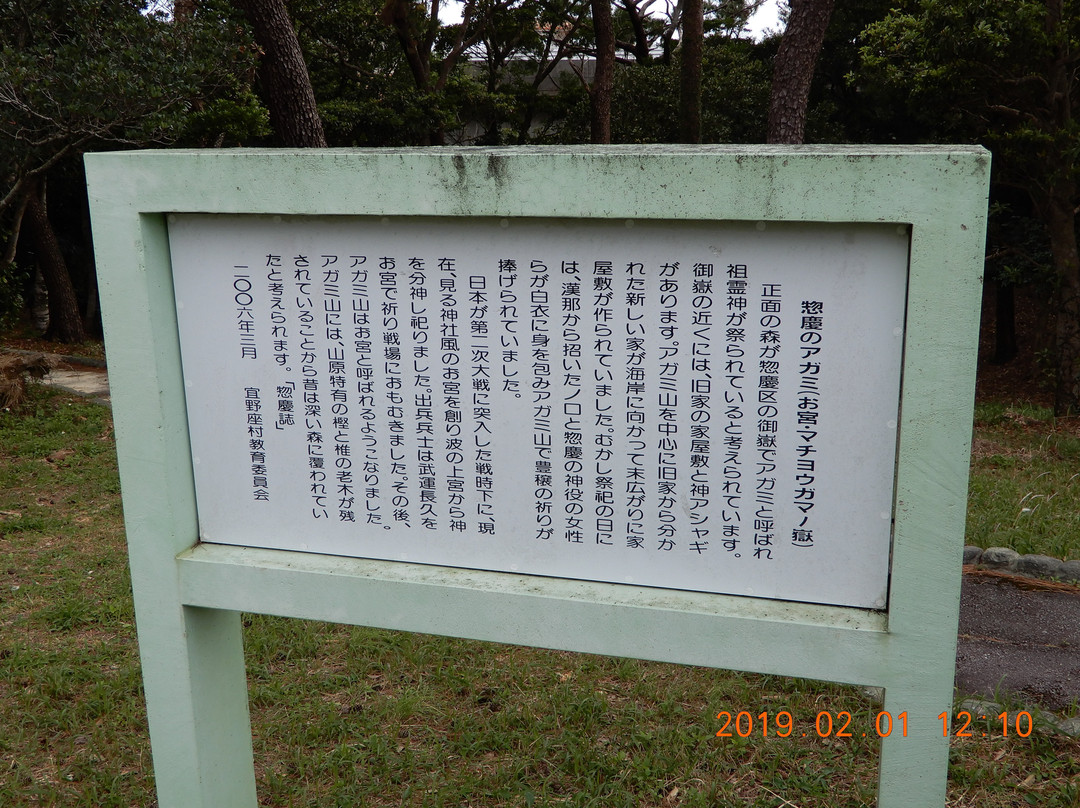 惣慶のアガミ(お宮・マチヨウガマノ嶽)
正面の森が惣慶区の御嶽でアガミと呼ばれ
祖霊神が祭られていると考えられています。
御嶽の近くには、旧家の家屋敷と神アシャギ
があります。アガミ山を中心に旧家から分か
れた新しい家が海岸に向かって末広がりに家
屋敷が作られていました。むかし祭祀の日に
は、漢那から招いたノロと惣慶の神役の女性
らが白衣に身を包みアガミ山で豊穣の祈りが
捧げられていました。
日本が第二次大戦に突入した戦時下に、現
在、見る神社風のお宮を創り波の上宮から神
を分神し祀りました。出兵兵士は武運長久を
お宮で祈り戦場におもむきました。その後、
アガミ山はお宮と呼ばれるようこなりました。
アガミ山には、山原特有の樫と椎の老木が残
されていることから昔は深い森に覆われてい
たと考えられます。「惣慶誌」
二〇〇六年三月 宜野座村教育委員会
2019.02.01 12:10